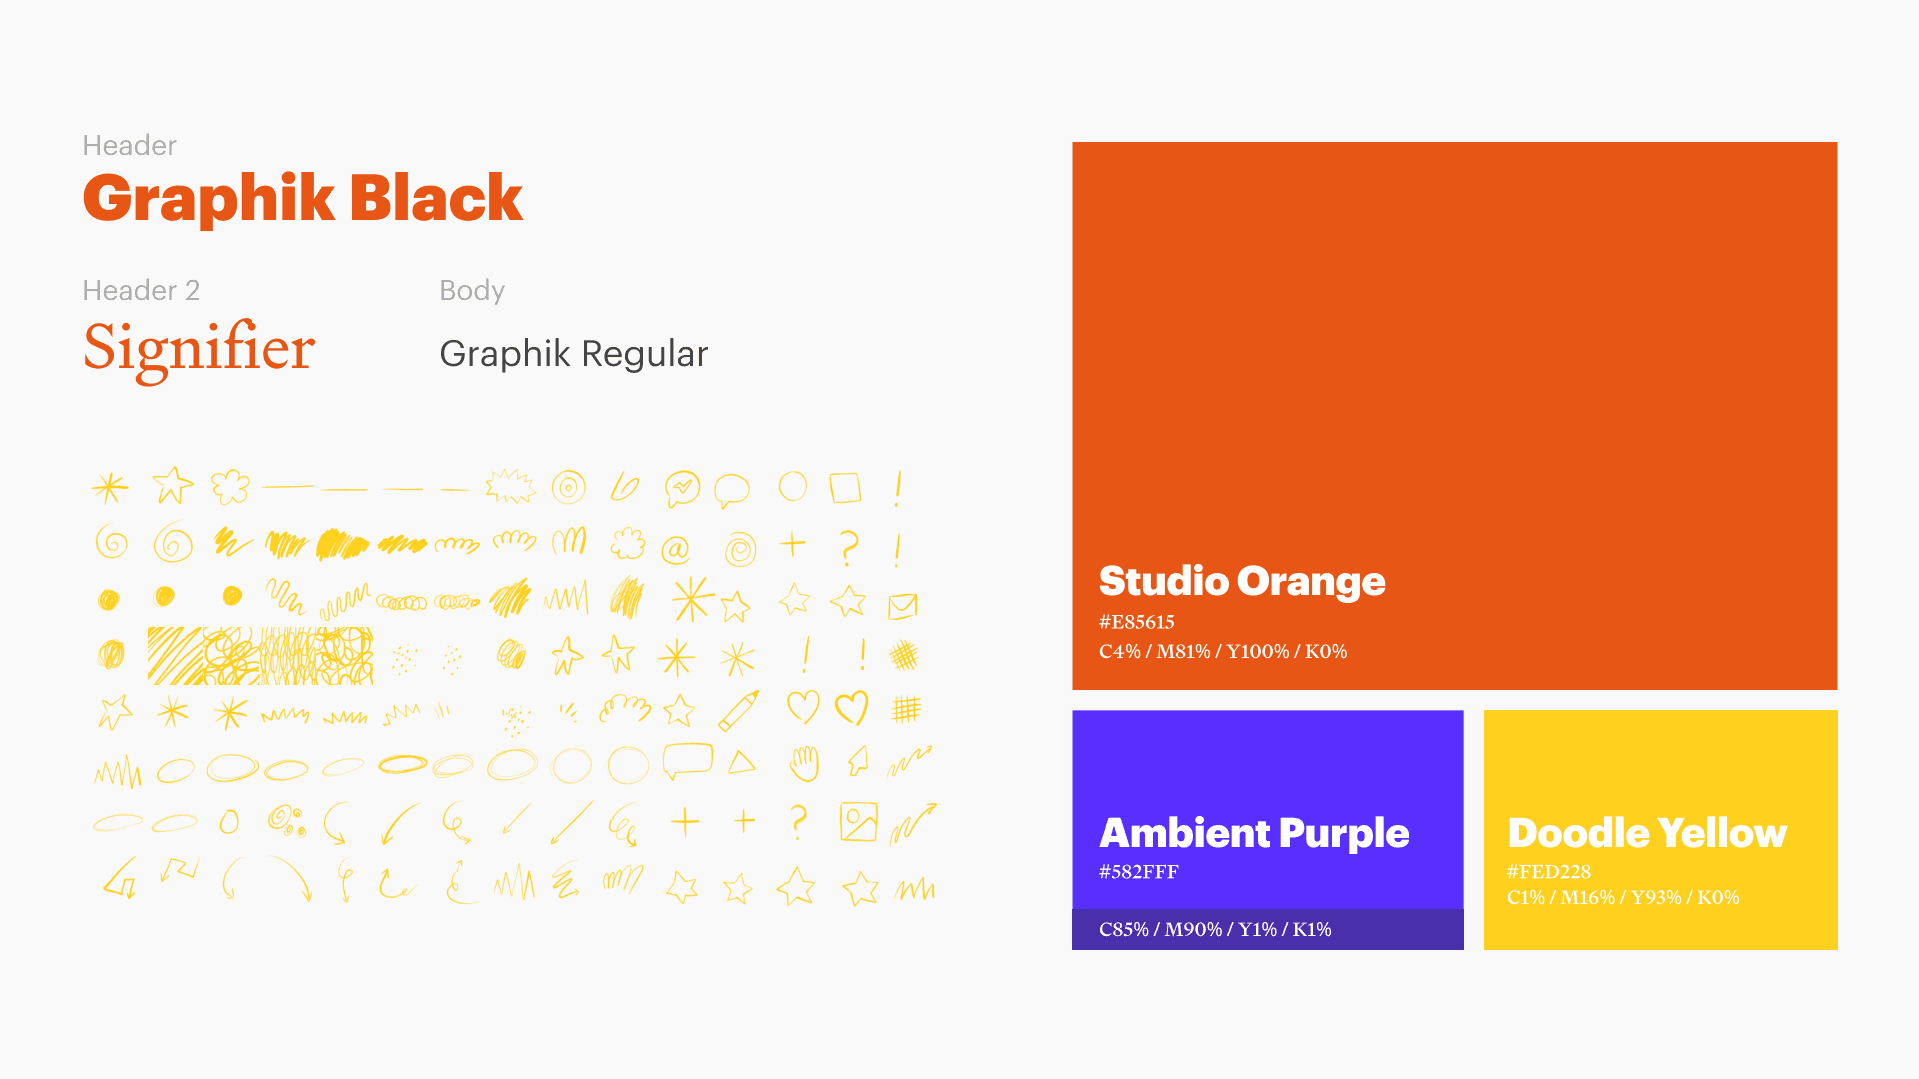 Header
Graphik Black
Header 2
Signifier
Body
Graphik Regular
Studio Orange
#E85615
C4% / M81% / Y100% / K0%
Ambient Purple
#582FFF
C85% / M90% / Y1% / K1%
Doodle Yellow
#FED228
C1% / M16% / Y93% / K0%